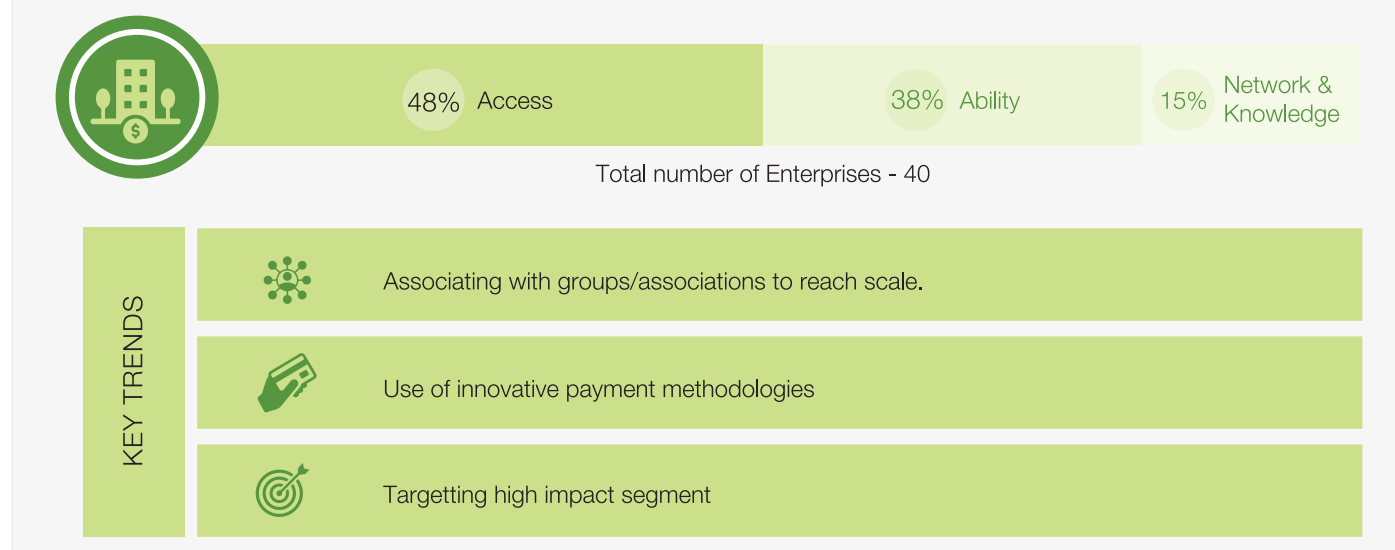 $
48% Access
38% Ability
15% Network &
Knowledge
Total number of Enterprises - 40
KEY TRENDS
Associating with groups/associations to reach scale.
Use of innovative payment methodologies
Targetting high impact segment